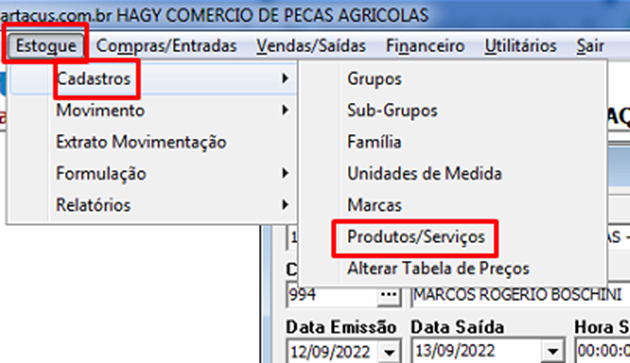 artacus.com.br HAGY COMERCIO DE PECAS AGRICOLAS
Estoque Compras/Entradas Vendas/Saídas Financeiro Utilitários Sair
Cadastros
Movimento
Extrato Movimentação
Formulação
Relatórios
Grupos
Sub-Grupos
Família
Unidades de Medida
Marcas
Produtos/Serviços
Alterar Tabela de Preços
AS -
994 ... MARCOS ROGERIO BOSCHINI
Data Emissão Data Saída Hora S
12/09/2022 13/09/2022 00:00:0